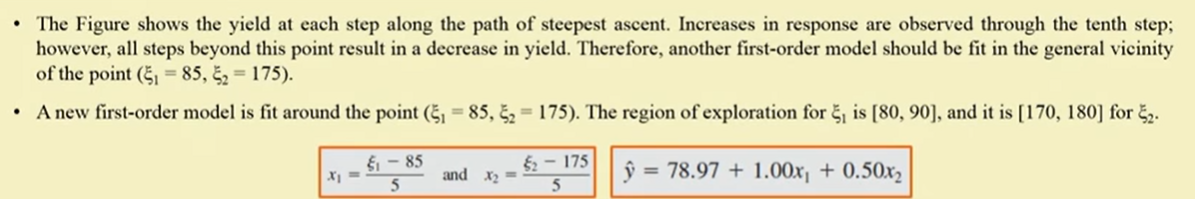 • The Figure shows the yield at each step along the path of steepest ascent. Increases in response are observed through the tenth step;
however, all steps beyond this point result in a decrease in yield. Therefore, another first-order model should be fit in the general vicinity
of the point (ξ₁ = 85, ξ₂ = 175).
• A new first-order model is fit around the point (ξ₁ = 85, ξ₂ = 175). The region of exploration for ξ₁ is [80, 90], and it is [170, 180] for ξ₂.
x₁ = (ξ₁ − 85)/5 and x₂ = (ξ₂ − 175)/5 ŷ = 78.97 + 1.00x₁ + 0.50x₂